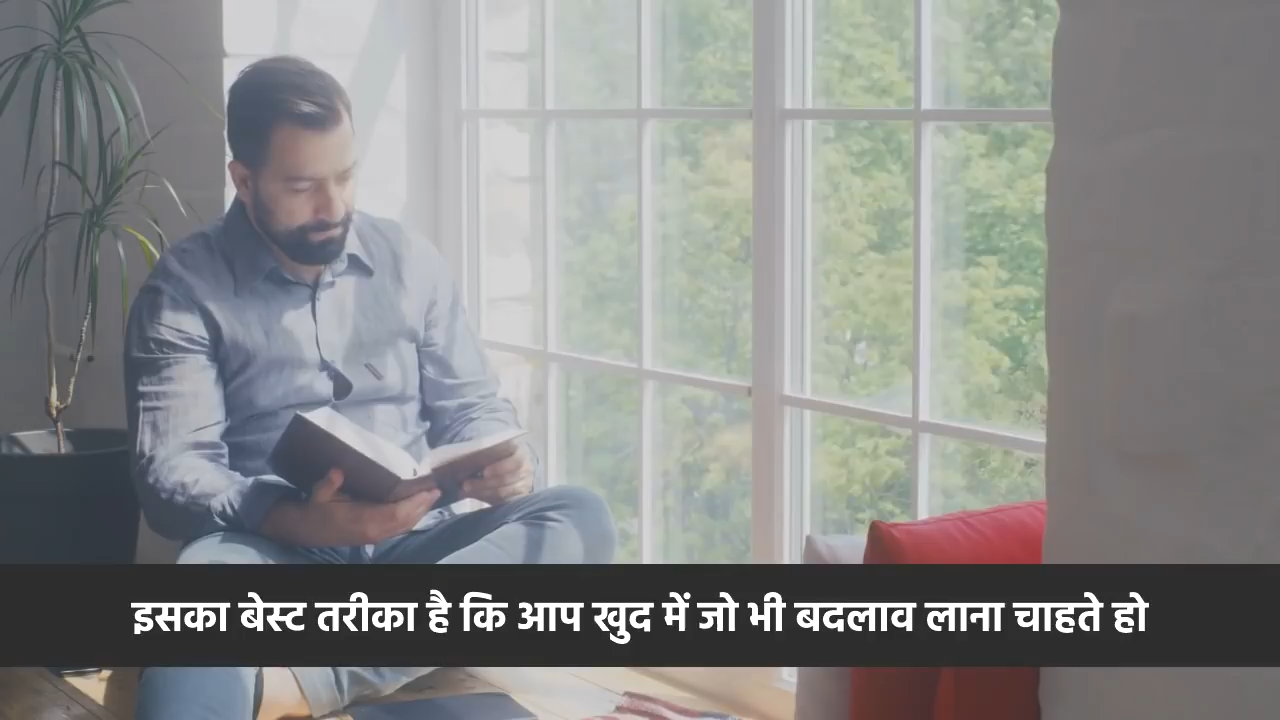 इसका बेस्ट तरीका है कि आप खुद में जो भी बदलाव लाना चाहते हो